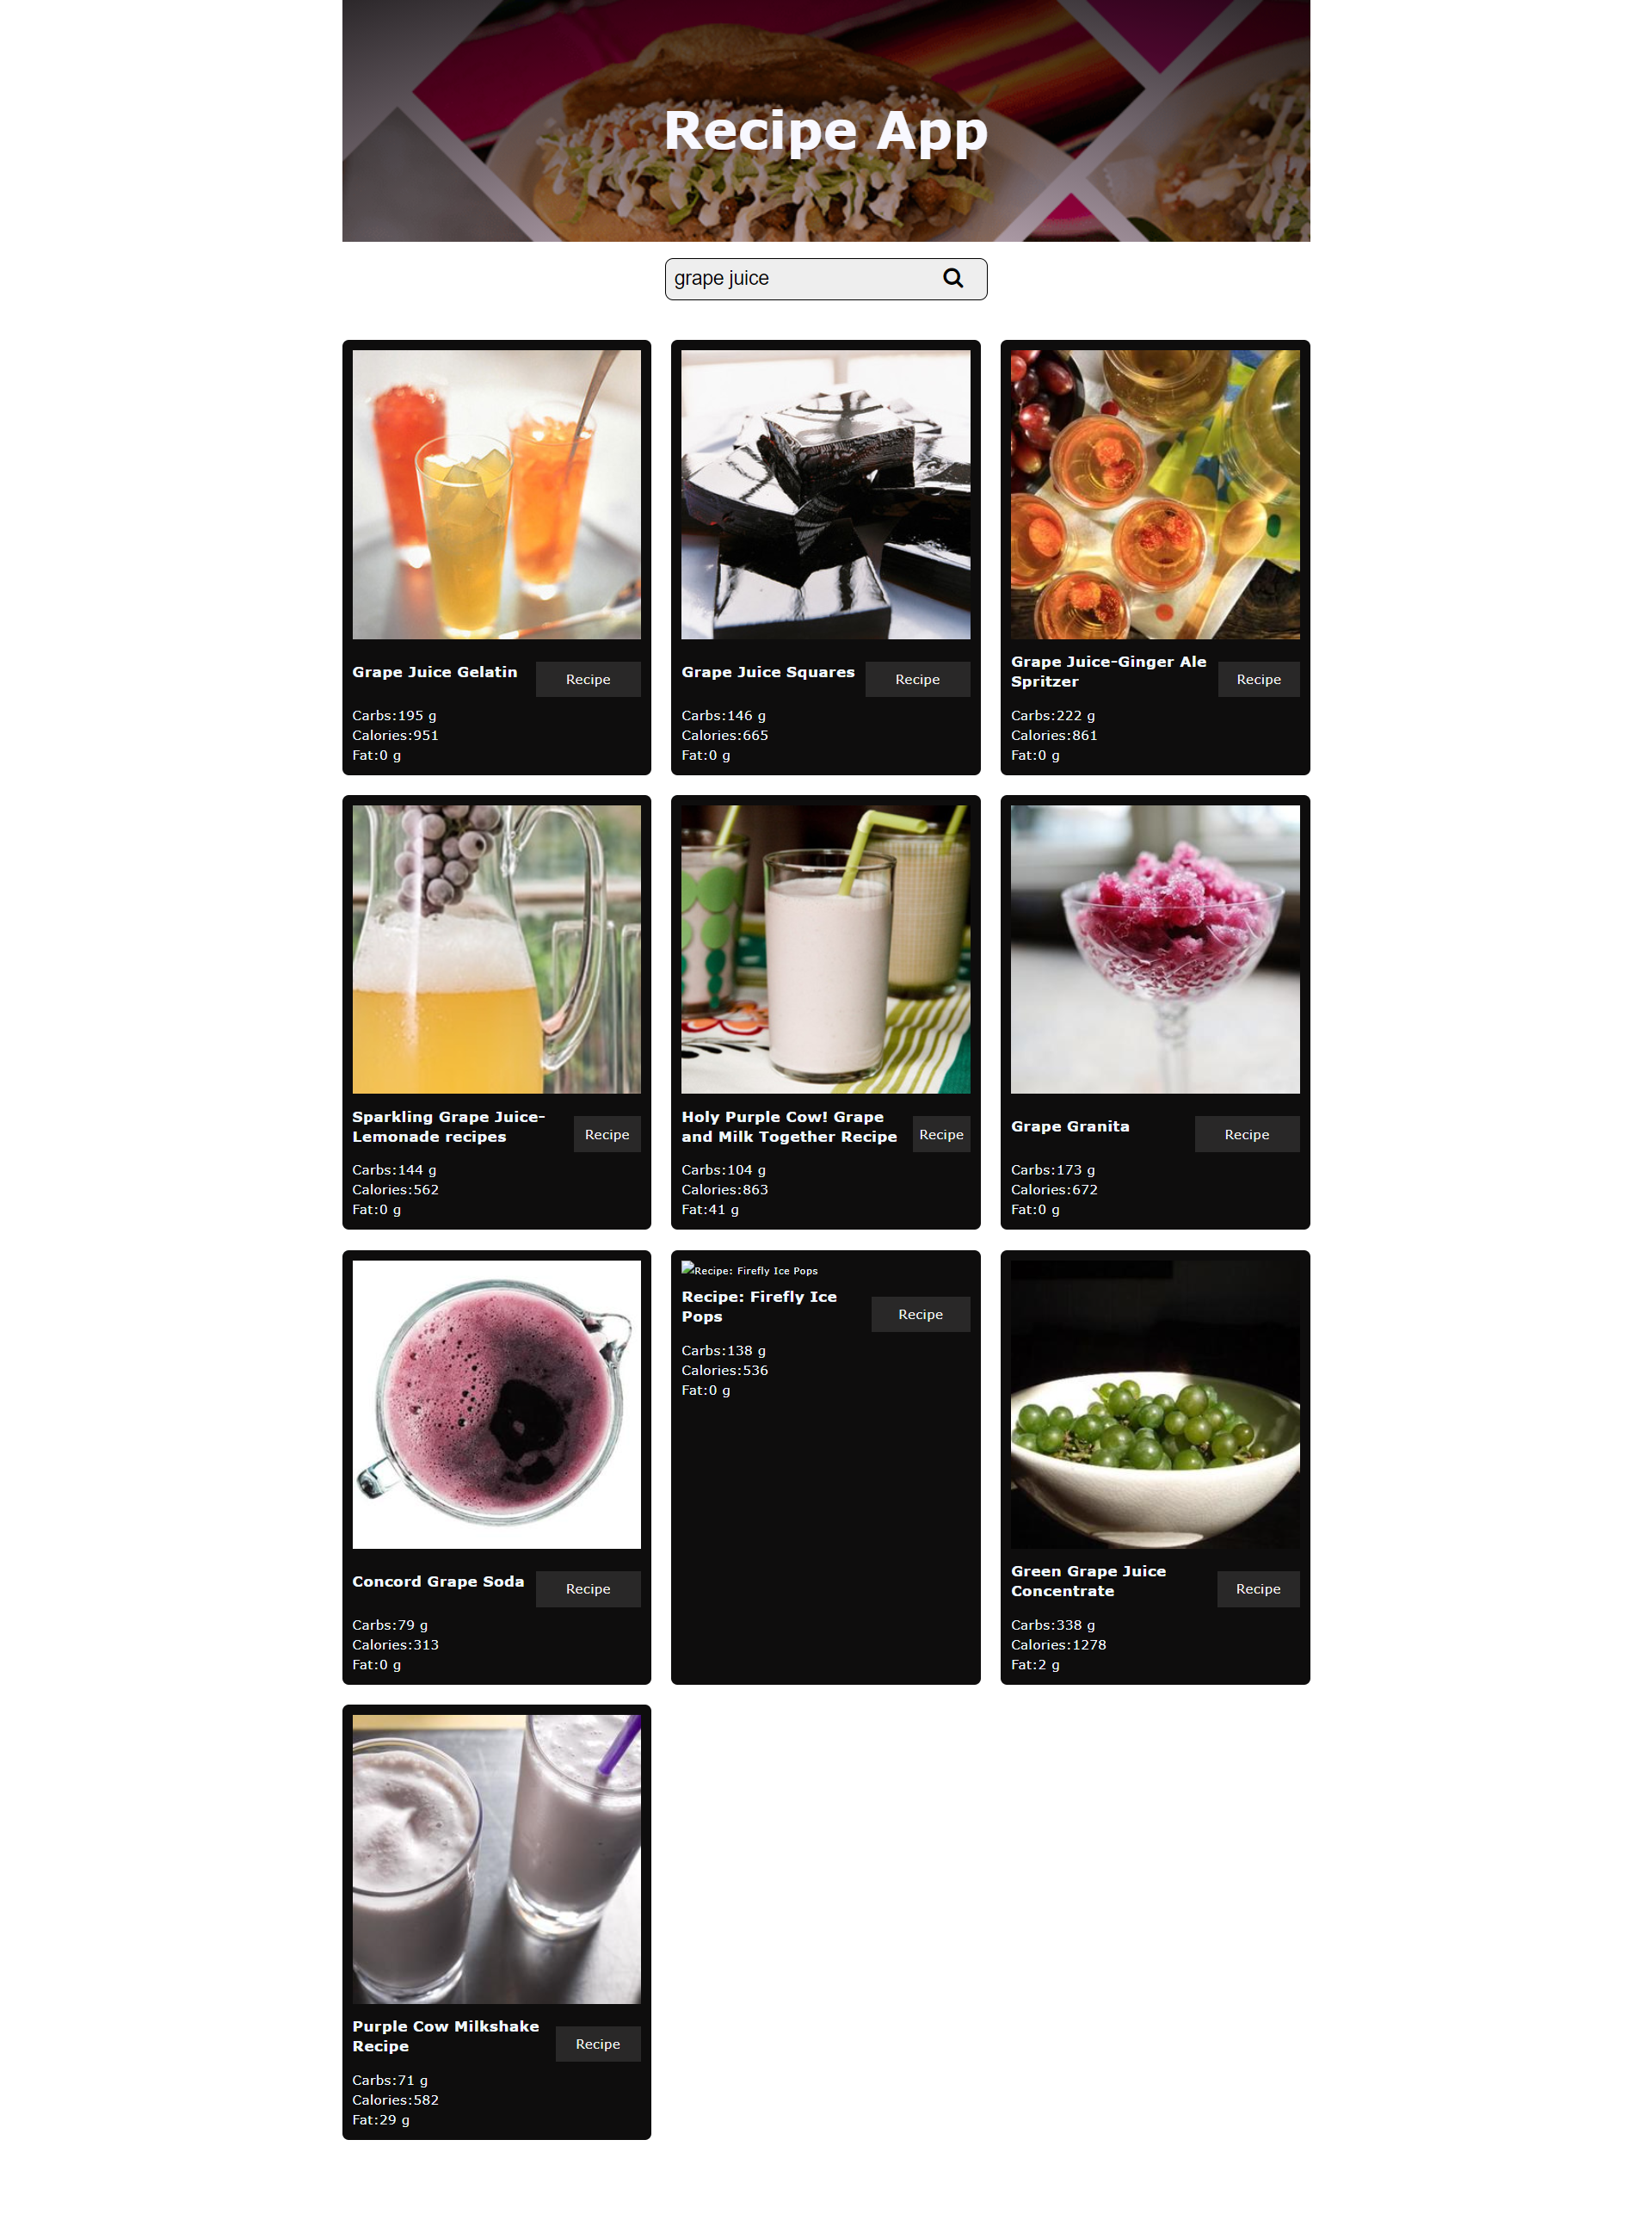 Recipe App
grape juice
Grape Juice Gelatin
Recipe
Carbs:195 g
Calories:951
Fat:0 g
Grape Juice Squares
Recipe
Carbs:146 g
Calories:665
Fat:0 g
Grape Juice-Ginger Ale
Spritzer
Recipe
Carbs:222 g
Calories:861
Fat:0 g
Sparkling Grape Juice-
Lemonade recipes
Recipe
Carbs:144 g
Calories:562
Fat:0 g
Holy Purple Cow! Grape
and Milk Together Recipe
Recipe
Carbs:104 g
Calories:863
Fat:41 g
Grape Granita
Recipe
Carbs:173 g
Calories:672
Fat:0 g
Concord Grape Soda
Recipe
Carbs:79 g
Calories:313
Fat:0 g
Recipe: Firefly Ice Pops
Recipe: Firefly Ice
Pops
Recipe
Carbs:138 g
Calories:536
Fat:0 g
Green Grape Juice
Concentrate
Recipe
Carbs:338 g
Calories:1278
Fat:2 g
Purple Cow Milkshake
Recipe
Recipe
Carbs:71 g
Calories:582
Fat:29 g